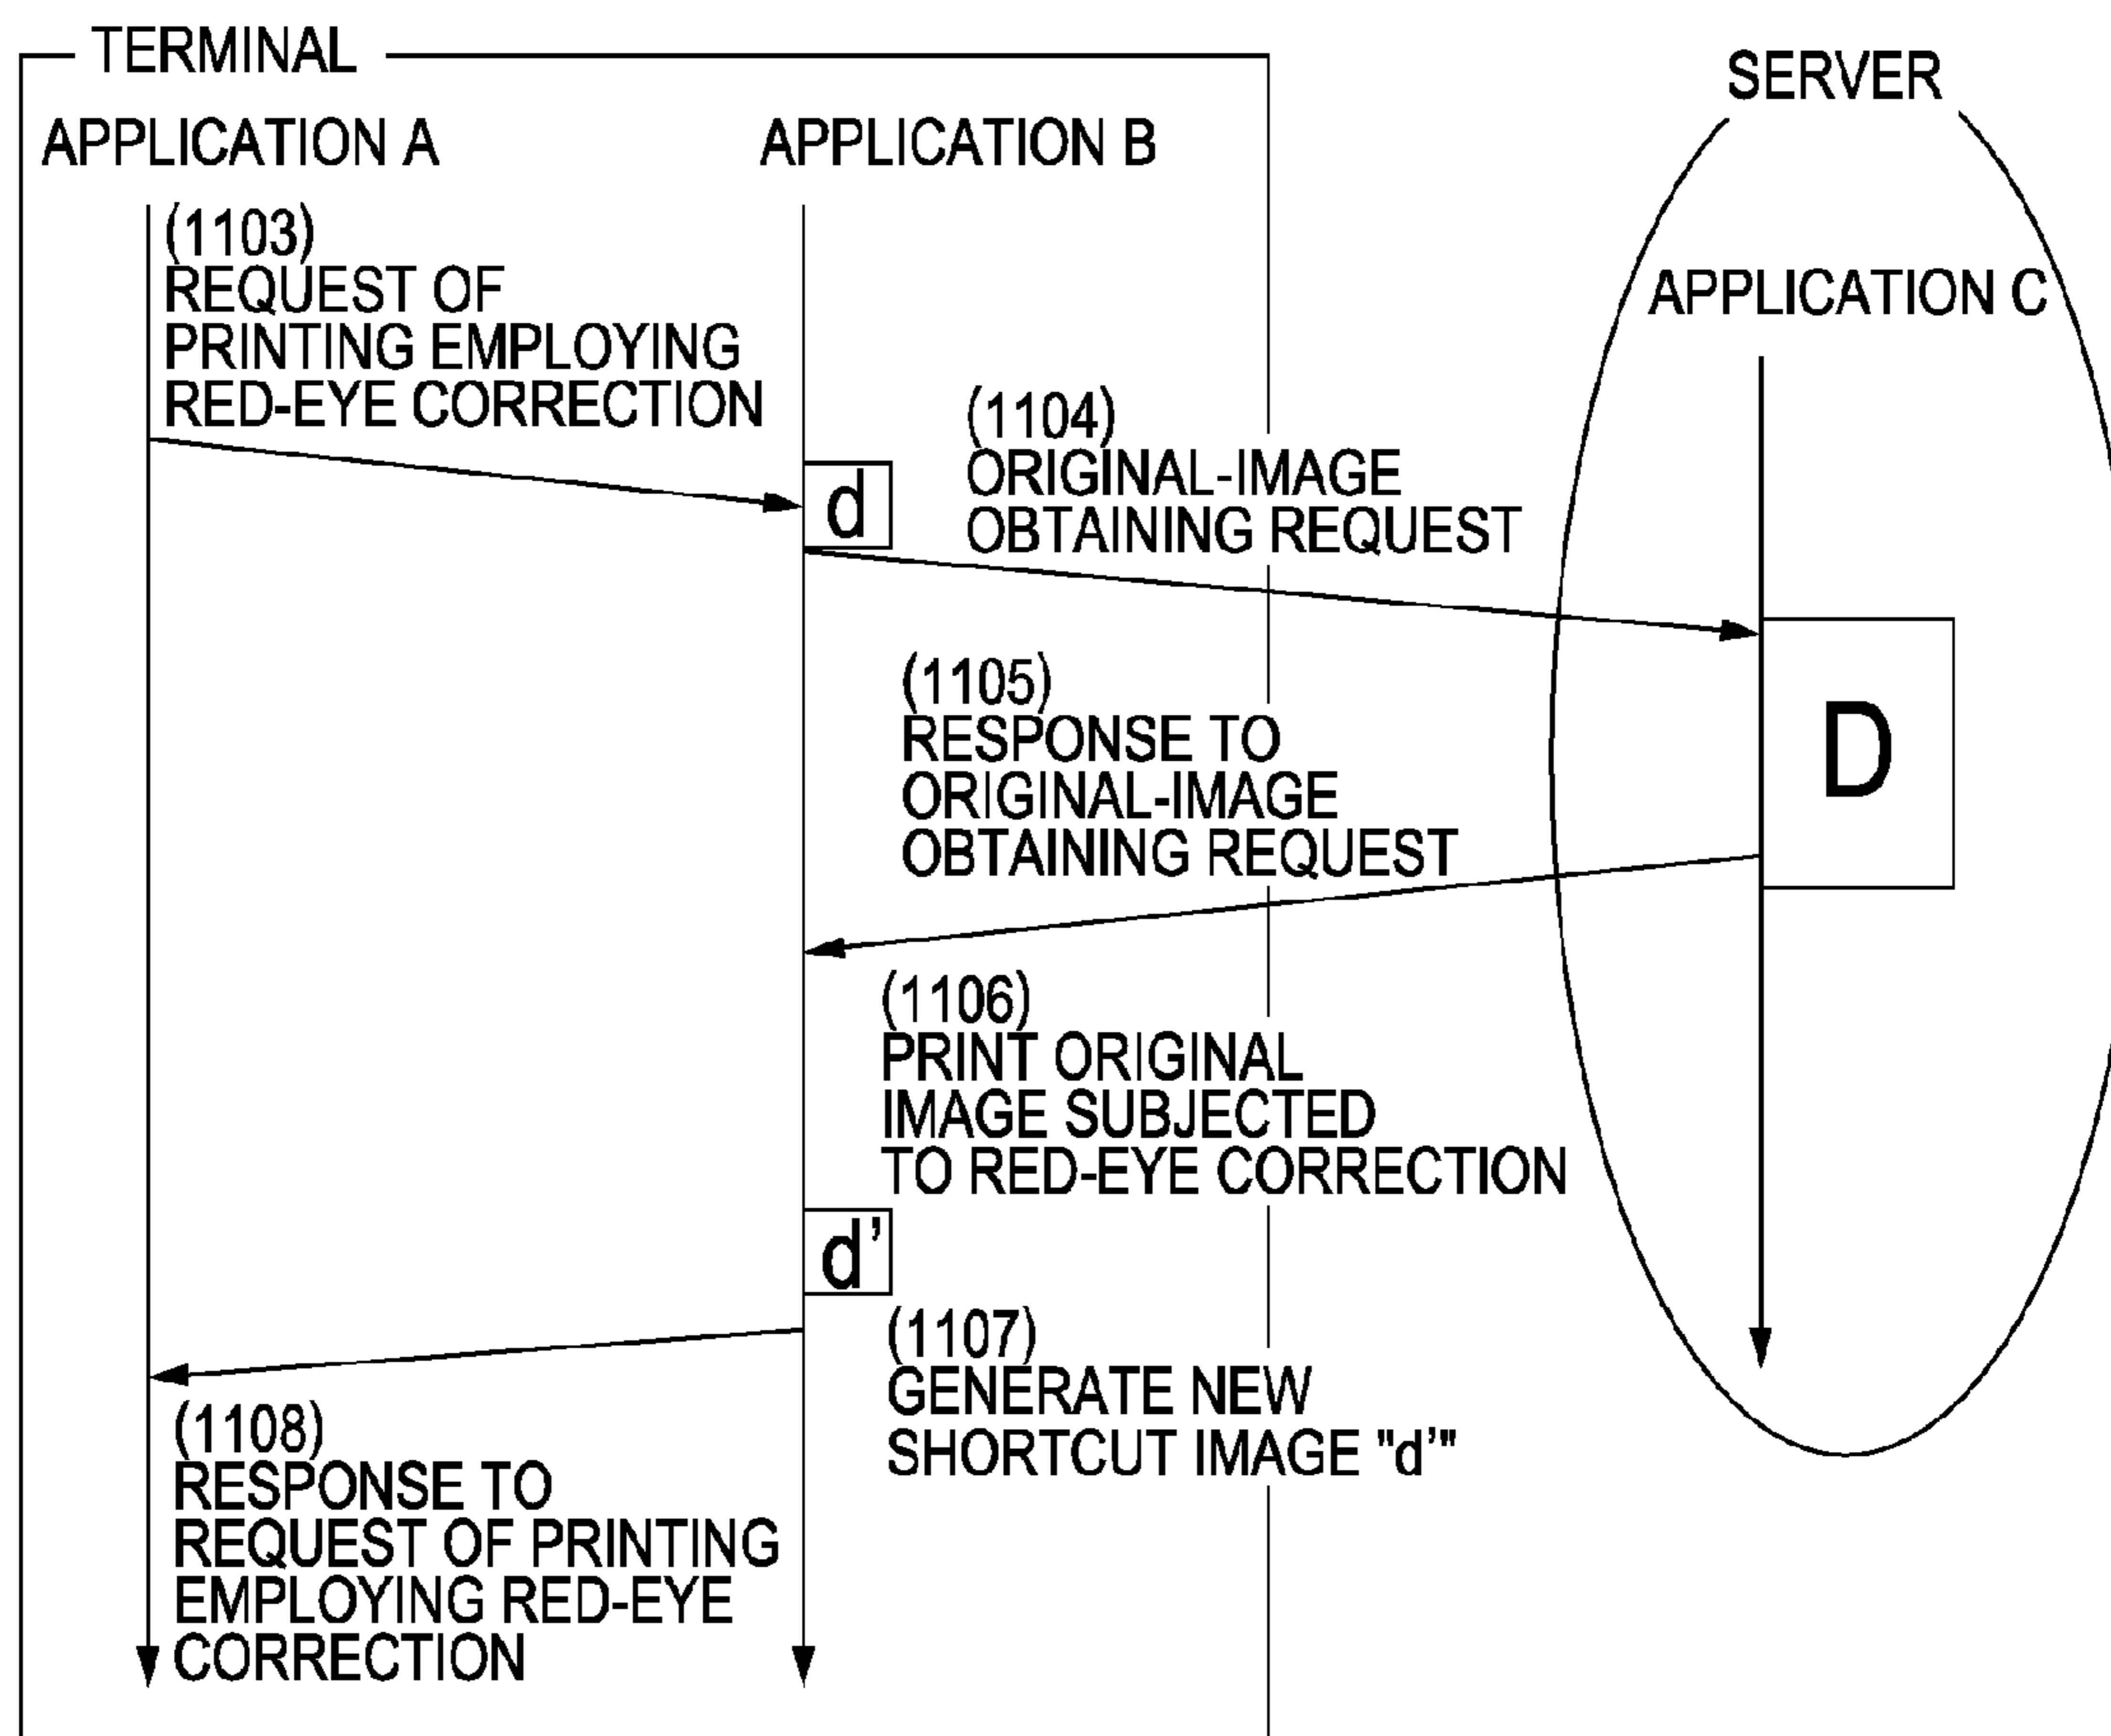 TERMINAL
SERVER
APPLICATION A
APPLICATION B
(1103)
REQUEST OF
PRINTING EMPLOYING
RED-EYE CORRECTION
APPLICATION C
d
(1104)
ORIGINAL-IMAGE
OBTAINING REQUEST
D
(1105)
RESPONSE TO
ORIGINAL-IMAGE
OBTAINING REQUEST
(1106)
PRINT ORIGINAL
IMAGE SUBJECTED
TO RED-EYE CORRECTION
d'
(1107)
GENERATE NEW
SHORTCUT IMAGE "d'"
(1108)
RESPONSE TO
REQUEST OF PRINTING
EMPLOYING RED-EYE
CORRECTION